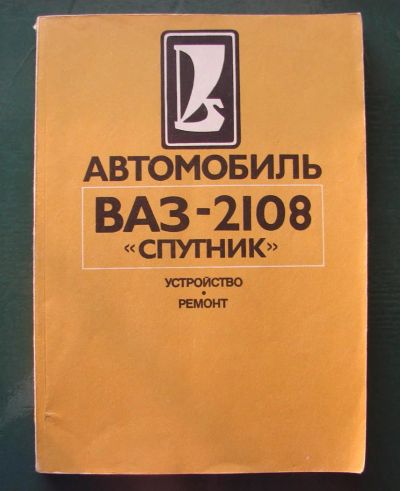 АВТОМОБИЛЬ
ВАЗ-2108
«СПУТНИК»
УСТРОЙСТВО
•
РЕМОНТ